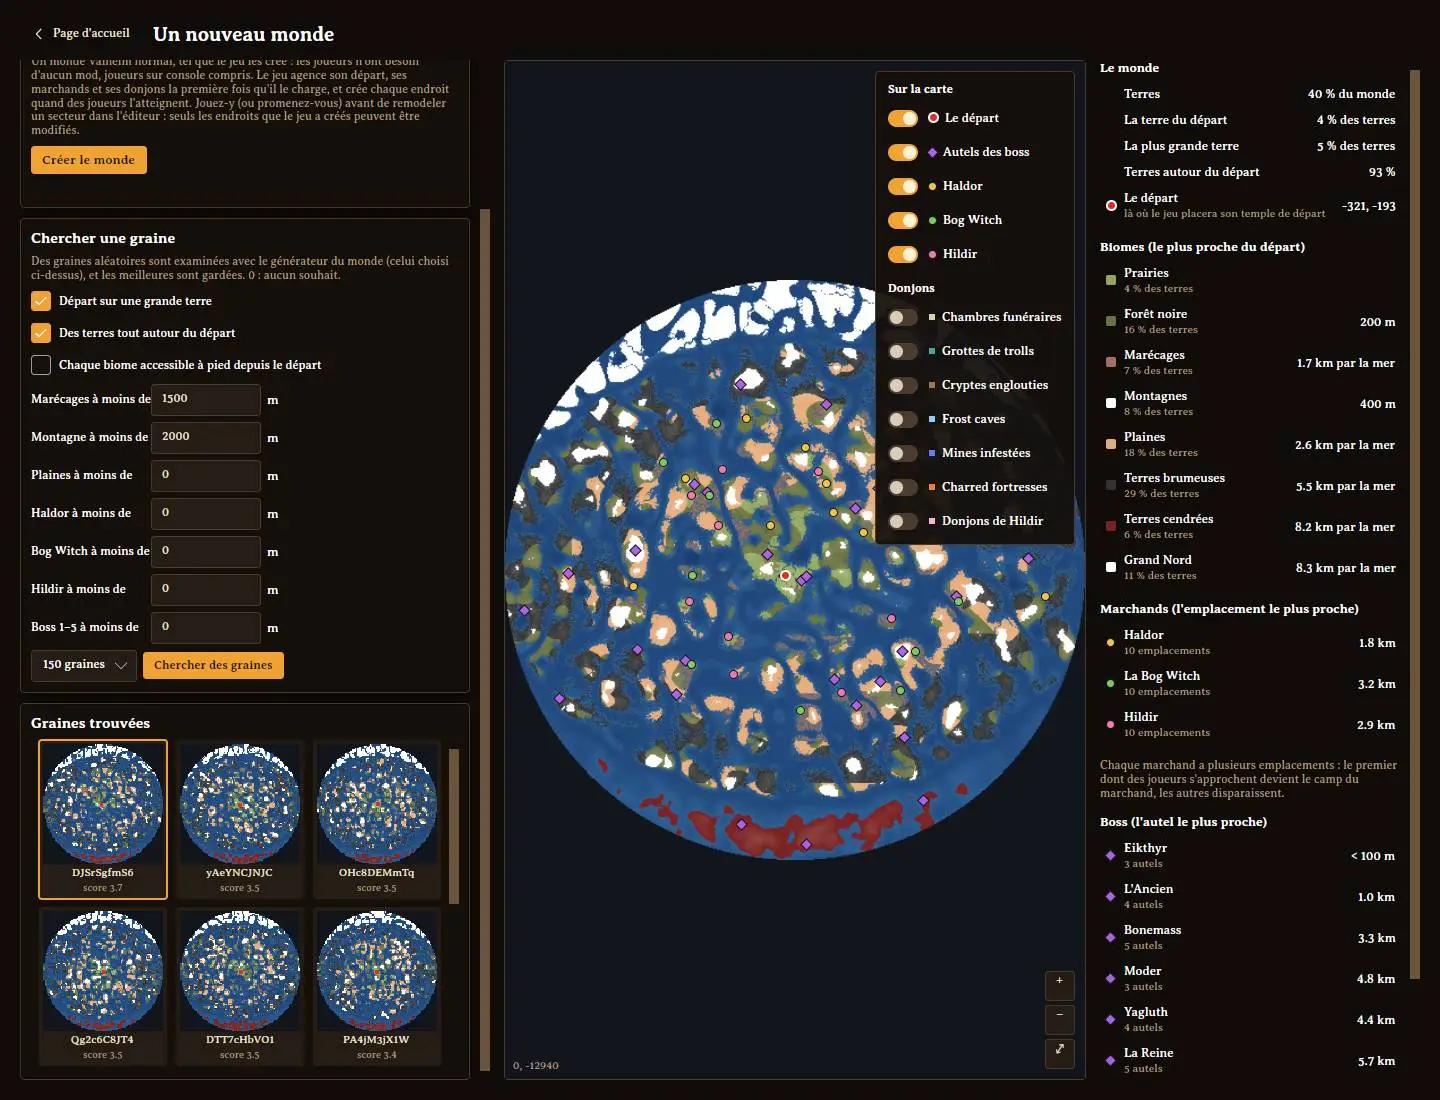 Page d'accueil
Un nouveau monde
Un monde Valheim normal, tel que le jeu les crée : les joueurs n'ont besoin
d'aucun mod, joueurs sur console compris. Le jeu agence son départ, ses
marchands et ses donjons la première fois qu'il le charge, et crée chaque endroit
quand des joueurs l'atteignent. Jouez-y (ou promenez-vous) avant de remodeler
un secteur dans l'éditeur : seuls les endroits que le jeu a créés peuvent être
modifiés.
Créer le monde
Chercher une graine
Des graines aléatoires sont examinées avec le générateur du monde (celui choisi
ci-dessus), et les meilleures sont gardées. 0 : aucun souhait.
Départ sur une grande terre
Des terres tout autour du départ
Chaque biome accessible à pied depuis le départ
Marécages à moins de 1500 m
Montagne à moins de 2000 m
Plaines à moins de 0 m
Haldor à moins de 0 m
Bog Witch à moins de 0 m
Hildir à moins de 0 m
Boss 1–5 à moins de 0 m
150 graines
Chercher des graines
Graines trouvées
DJSrSgfmS6
score 3.7
yAeYNCJNJC
score 3.5
OHc8DEMmTq
score 3.5
Qg2c6C8JT4
score 3.5
DTT7cHbVO1
score 3.5
PA4jM3jX1W
score 3.4
Sur la carte
Le départ
Autels des boss
Haldor
Bog Witch
Hildir
Donjons
Chambres funéraires
Grottes de trolls
Cryptes englouties
Frost caves
Mines infestées
Charred fortresses
Donjons de Hildir
+
−
0, -12940
Le monde
Terres 40 % du monde
La terre du départ 4 % des terres
La plus grande terre 5 % des terres
Terres autour du départ 93 %
Le départ
là où le jeu placera son temple de départ
-321, -193
Biomes (le plus proche du départ)
Prairies
4 % des terres
Forêt noire
16 % des terres
200 m
Marécages
7 % des terres
1.7 km par la mer
Montagnes
8 % des terres
400 m
Plaines
18 % des terres
2.6 km par la mer
Terres brumeuses
29 % des terres
5.5 km par la mer
Terres cendrées
6 % des terres
8.2 km par la mer
Grand Nord
11 % des terres
8.3 km par la mer
Marchands (l'emplacement le plus proche)
Haldor
10 emplacements
1.8 km
La Bog Witch
10 emplacements
3.2 km
Hildir
10 emplacements
2.9 km
Chaque marchand a plusieurs emplacements : le premier
dont des joueurs s'approchent devient le camp du
marchand, les autres disparaissent.
Boss (l'autel le plus proche)
Eikthyr
3 autels
< 100 m
L'Ancien
4 autels
1.0 km
Bonemass
5 autels
3.3 km
Moder
3 autels
4.8 km
Yagluth
4 autels
4.4 km
La Reine
5 autels
5.7 km